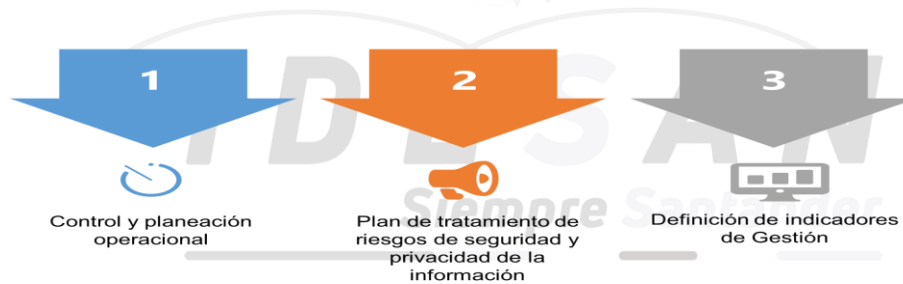 1
2
3
IDESAN
Siempre Santander
Control y planeación
operacional
Plan de tratamiento de
riesgos de seguridad y
privacidad de la
información
Definición de indicadores
de Gestión